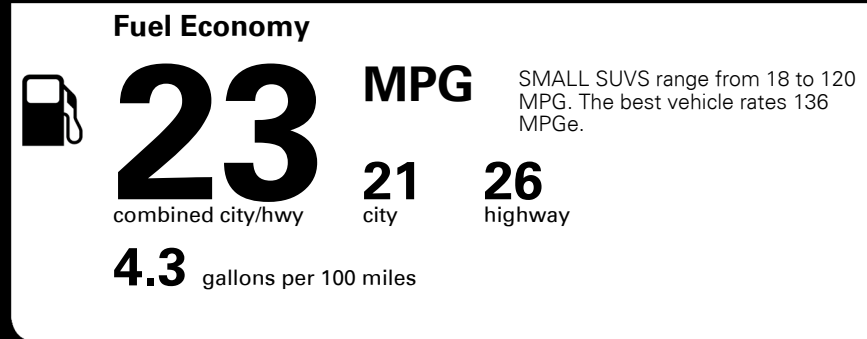 Fuel Economy
23 MPG
SMALL SUVS range from 18 to 120
MPG. The best vehicle rates 136
MPGe.
21 26
combined city/hwy city highway
4.3 gallons per 100 miles